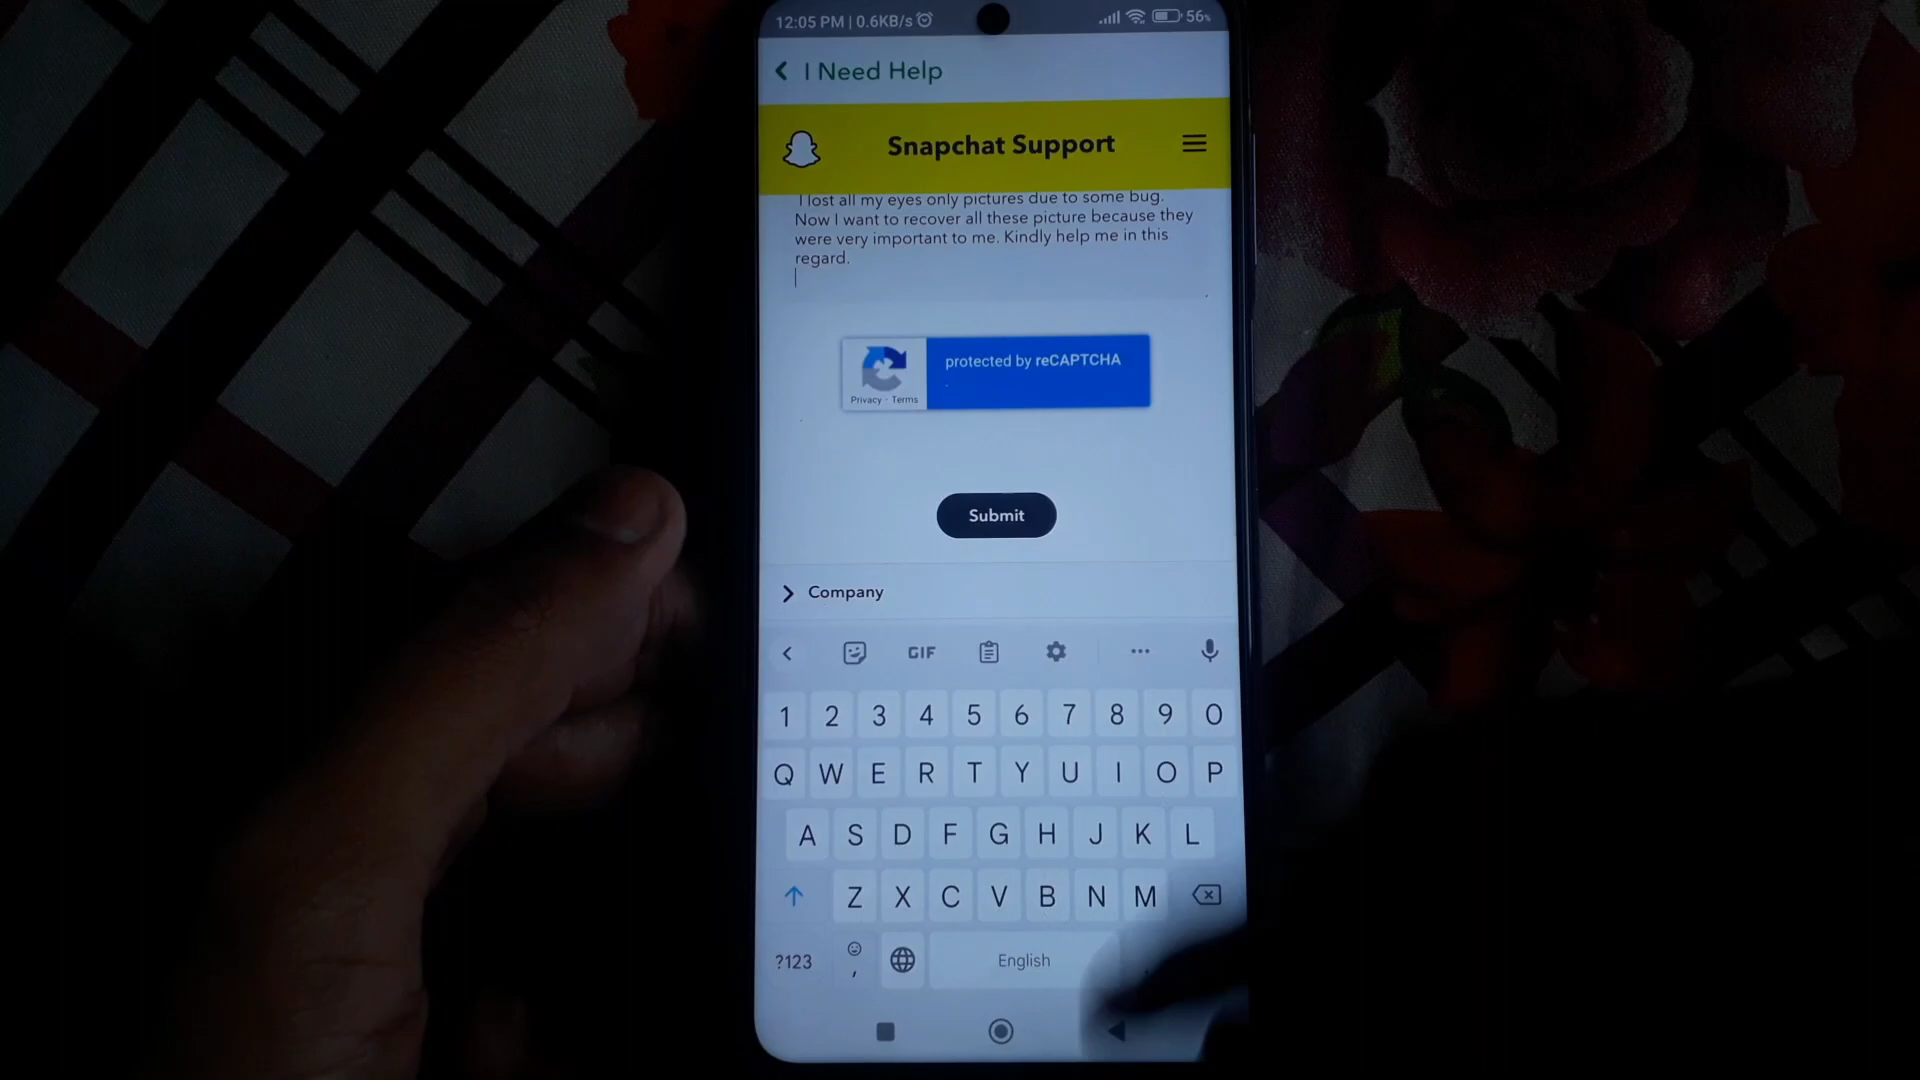 12:05 PM | 0.6KB/s
56%
I Need Help
Snapchat Support
I lost all my eyes only pictures due to some bug.
Now I want to recover all these picture because they
were very important to me. Kindly help me in this
regard.
protected by reCAPTCHA
Privacy - Terms
Submit
Company
GIF
1 2 3 4 5 6 7 8 9 0
Q W E R T Y U I O P
A S D F G H J K L
Z X C V B N M
?123 , English